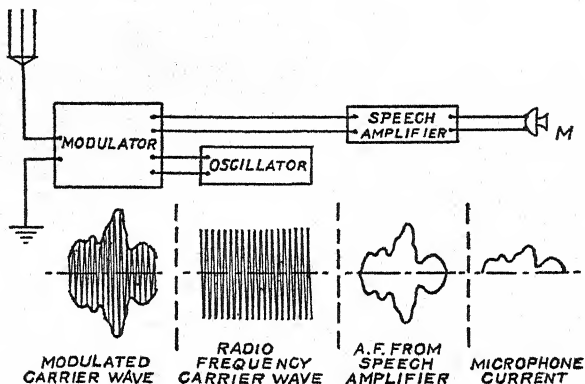 MODULATOR
SPEECH
AMPLIFIER
M
OSCILLATOR
MODULATED
CARRIER WAVE
RADIO
FREQUENCY
CARRIER WAVE
A.F. FROM
SPEECH
AMPLIFIER
MICROPHONE
CURRENT